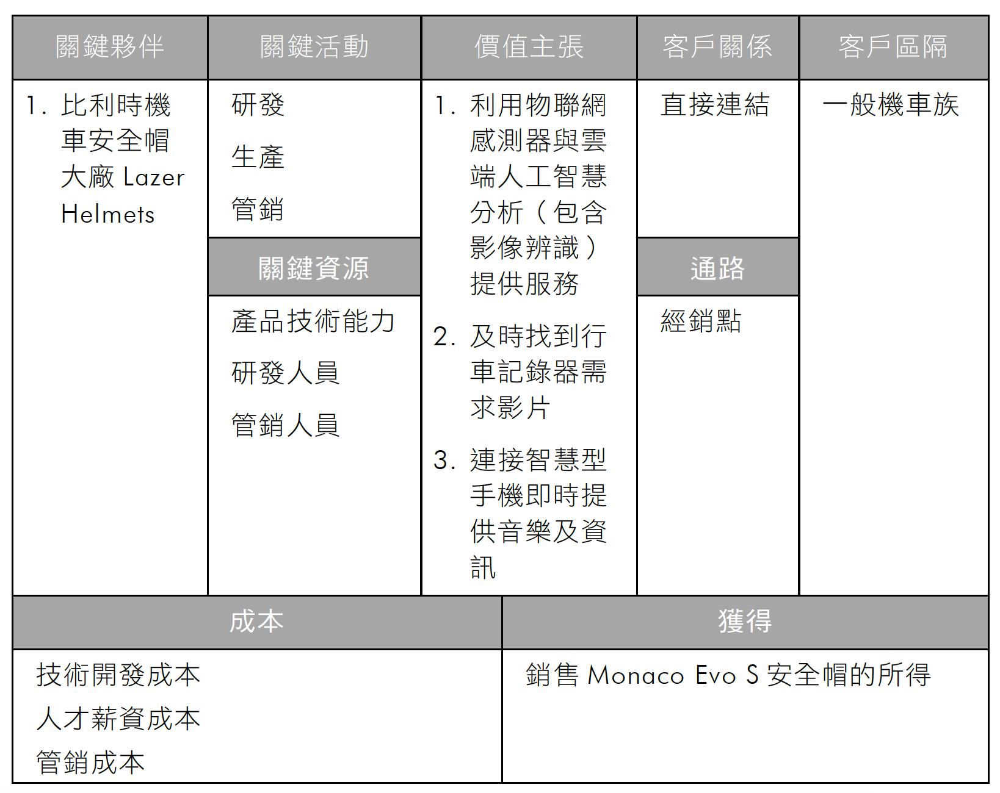 關鍵夥伴
1. 比利時機
車安全帽
大廠 Lazer
Helmets
關鍵活動
研發
生產
管銷
關鍵資源
產品技術能力
研發人員
管銷人員
價值主張
1. 利用物聯網
感測器與雲
端人工智慧
分析（包含
影像辨識）
提供服務
2. 及時找到行
車記錄器需
求影片
3. 連接智慧型
手機即時提
供音樂及資
訊
客戶關係
直接連結
通路
經銷點
客戶區隔
一般機車族
成本
技術開發成本
人才薪資成本
管銷成本
獲得
銷售 Monaco Evo S 安全帽的所得